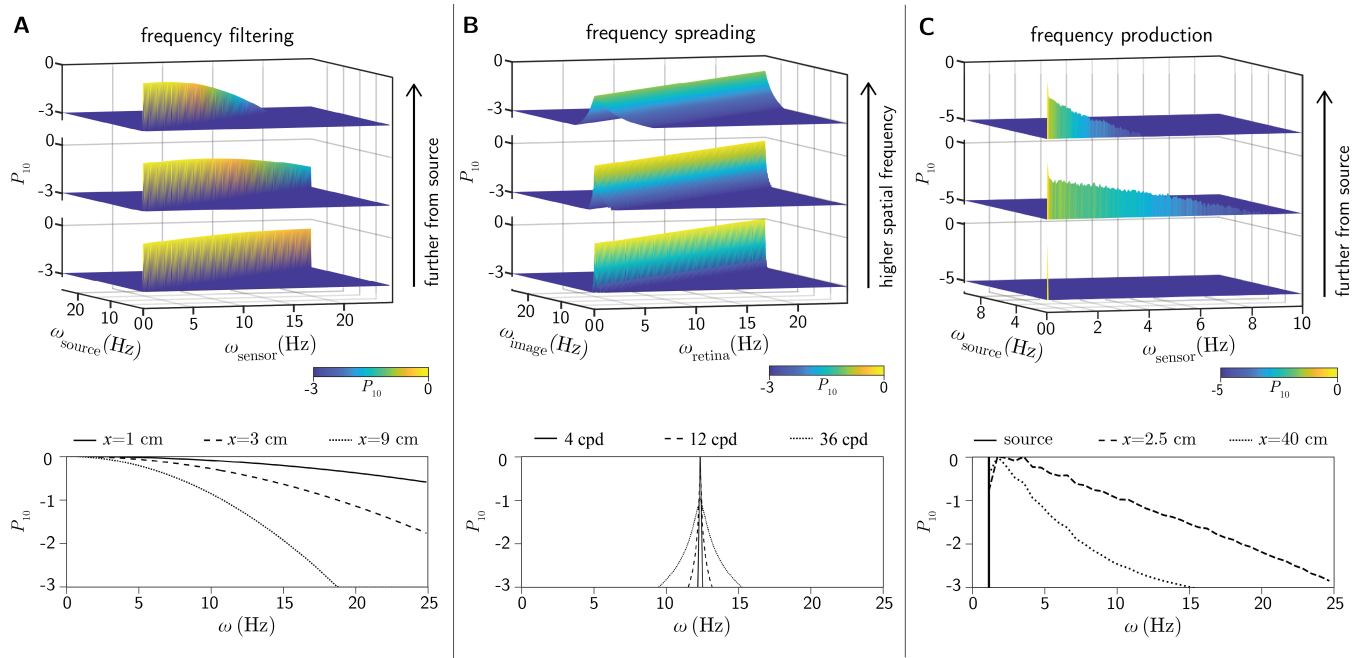 A
frequency filtering
0
-3
0
-3
0
-3
P10
20
10
00
5
10
15
20
ωsource(Hz)
ωsensor(Hz)
further from source
-3
P10
0
x=1 cm
x=3 cm
x=9 cm
0
-1
-2
-3
P10
0
5
10
15
20
25
ω (Hz)
B
frequency spreading
0
-3
0
-3
0
-3
P10
20
10
00
5
10
15
20
ωimage(Hz)
ωretina(Hz)
higher spatial frequency
-3
P10
0
4 cpd
12 cpd
36 cpd
0
-1
-2
-3
P10
0
5
10
15
20
25
ω (Hz)
C
frequency production
0
-5
0
-5
0
-5
P10
8
4
00
2
4
6
8
10
ωsource(Hz)
ωsensor(Hz)
further from source
-5
P10
0
source
x=2.5 cm
x=40 cm
0
-1
-2
-3
P10
0
5
10
15
20
25
ω (Hz)